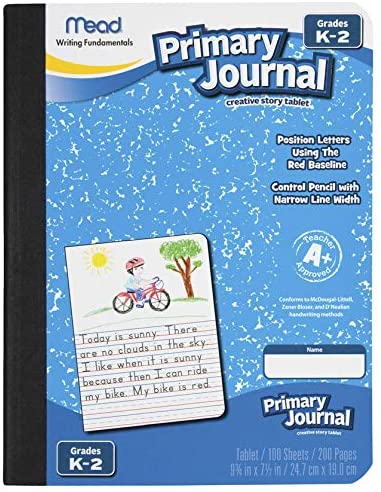 Mead
Writing Fundamentals
Grades
K-2
Primary
Journal
creative story tablet
Position Letters
Using The
Red Baseline
Control Pencil with
Narrow Line Width
Teacher
A+
Approved
Conforms to McDougal-Littell,
Zaner Bloser, and D'Nealian
handwriting methods
Today is sunny. There
are no clouds in the sky.
I like when it is sunny
because then I can ride
my bike. My bike is red.
Name
Primary
Journal
creative story tablet
Grades
K-2
Tablet / 100 Sheets / 200 Pages
9¾ in x 7½ in / 24.7 cm x 19.0 cm